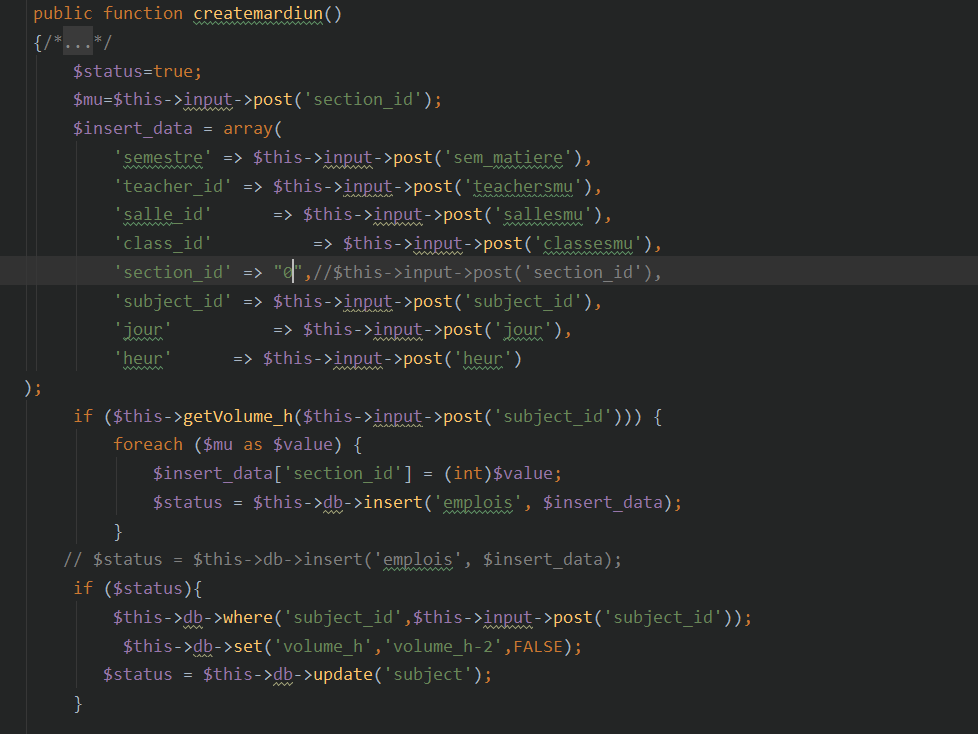 public function createmardiun()
{/*...*/
$status=true;
$mu=$this->input->post('section_id');
$insert_data = array(
'semestre' => $this->input->post('sem_matiere'),
'teacher_id' => $this->input->post('teachersmu'),
'salle_id'      => $this->input->post('sallesmu'),
'class_id'          => $this->input->post('classesmu'),
'section_id' => "0",//$this->input->post('section_id'),
'subject_id' => $this->input->post('subject_id'),
'jour'          => $this->input->post('jour'),
'heur'      => $this->input->post('heur')
);
if ($this->getVolume_h($this->input->post('subject_id'))) {
foreach ($mu as $value) {
$insert_data['section_id'] = (int)$value;
$status = $this->db->insert('emplois', $insert_data);
}
// $status = $this->db->insert('emplois', $insert_data);
if ($status){
$this->db->where('subject_id',$this->input->post('subject_id'));
$this->db->set('volume_h','volume_h-2',FALSE);
$status = $this->db->update('subject');
}